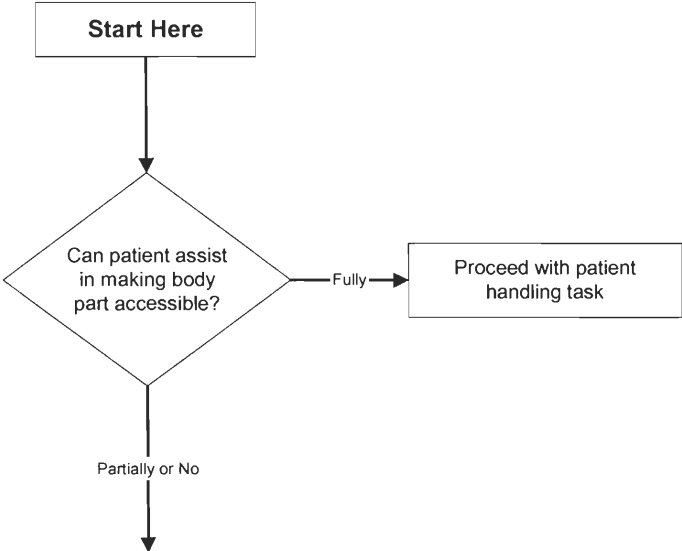 Start Here
Can patient assist
in making body
part accessible?
Fully
Proceed with patient
handling task
Partially or No